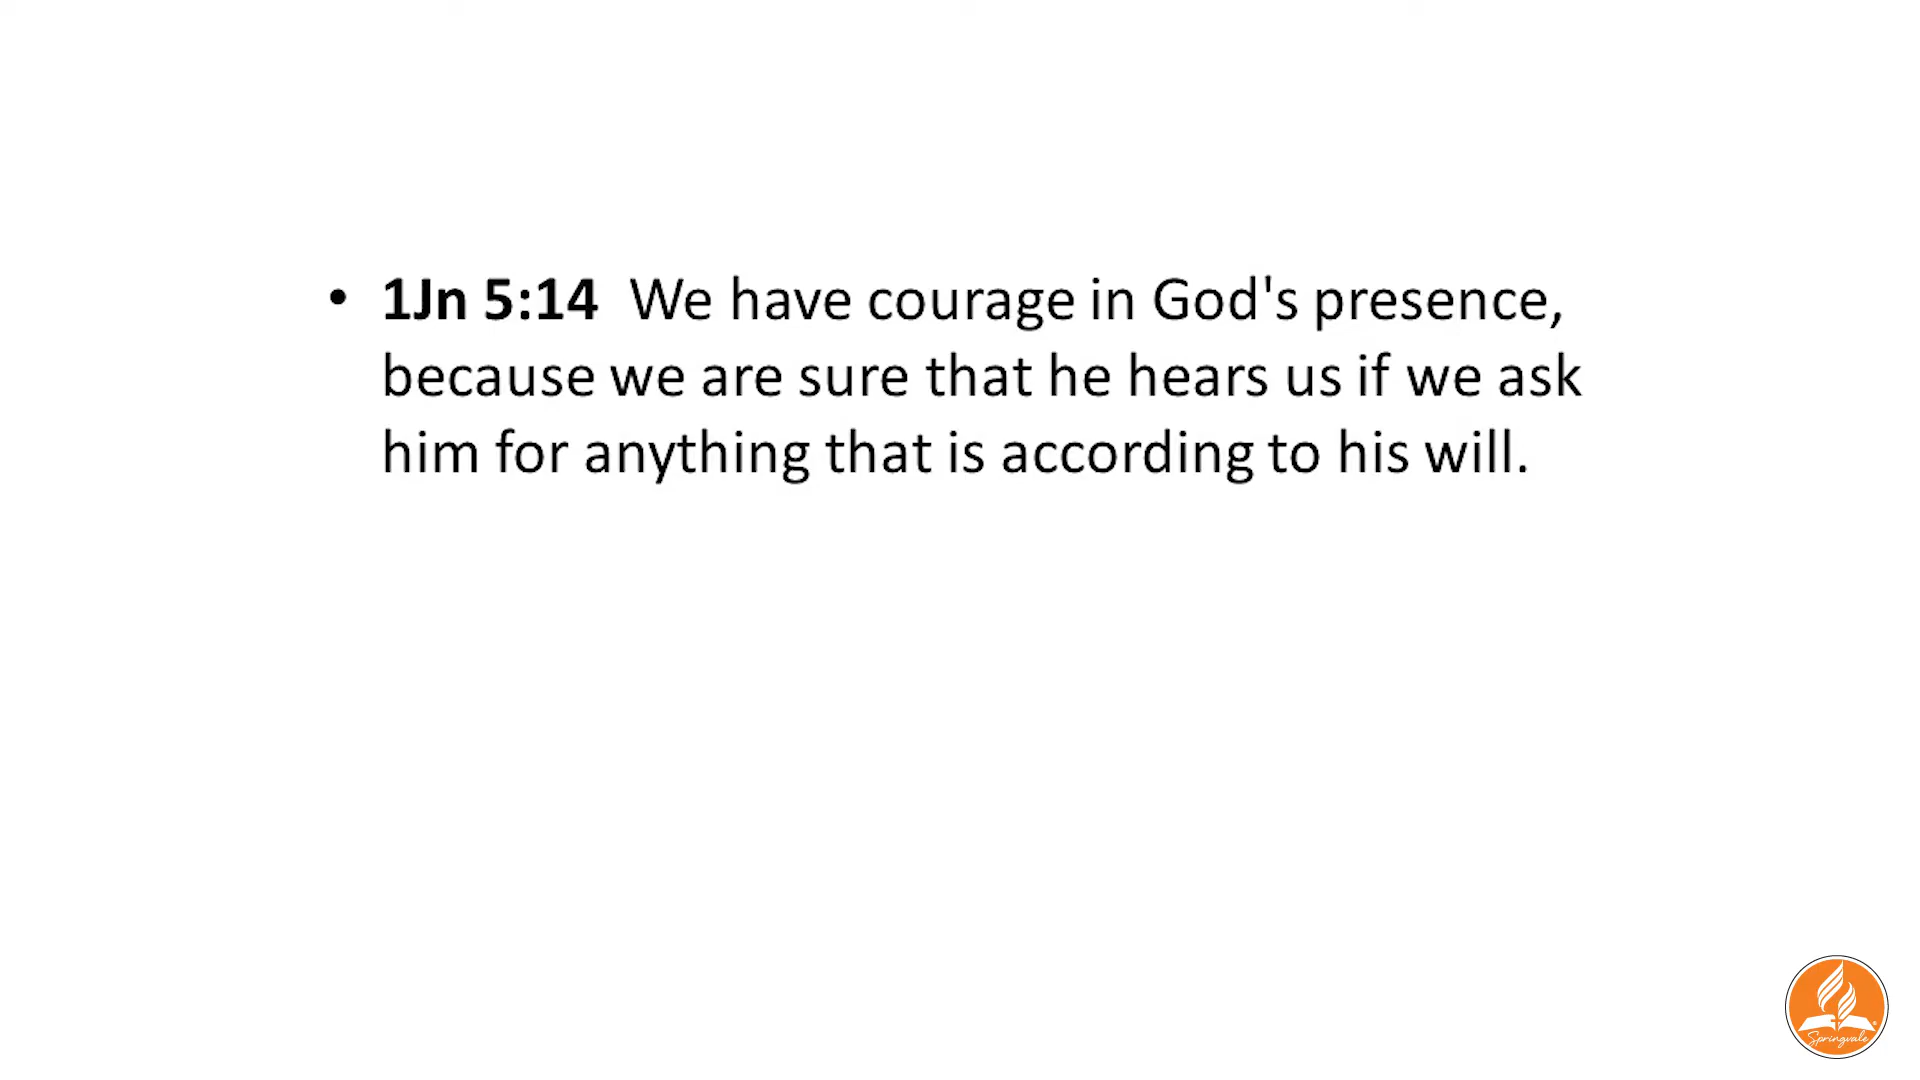 • 1Jn 5:14  We have courage in God's presence,
because we are sure that he hears us if we ask
him for anything that is according to his will.
Springvale